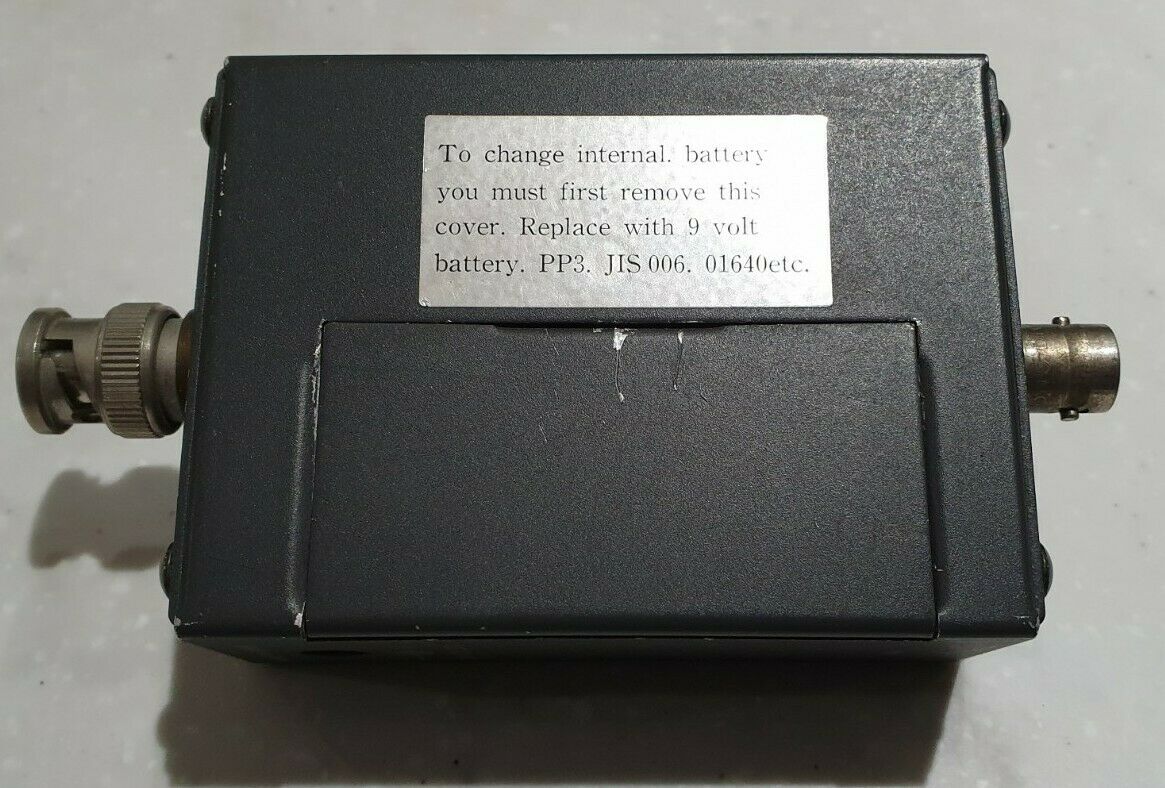 To change internal. battery
you must first remove this
cover. Replace with 9 volt
battery. PP3. JIS 006. 01640etc.